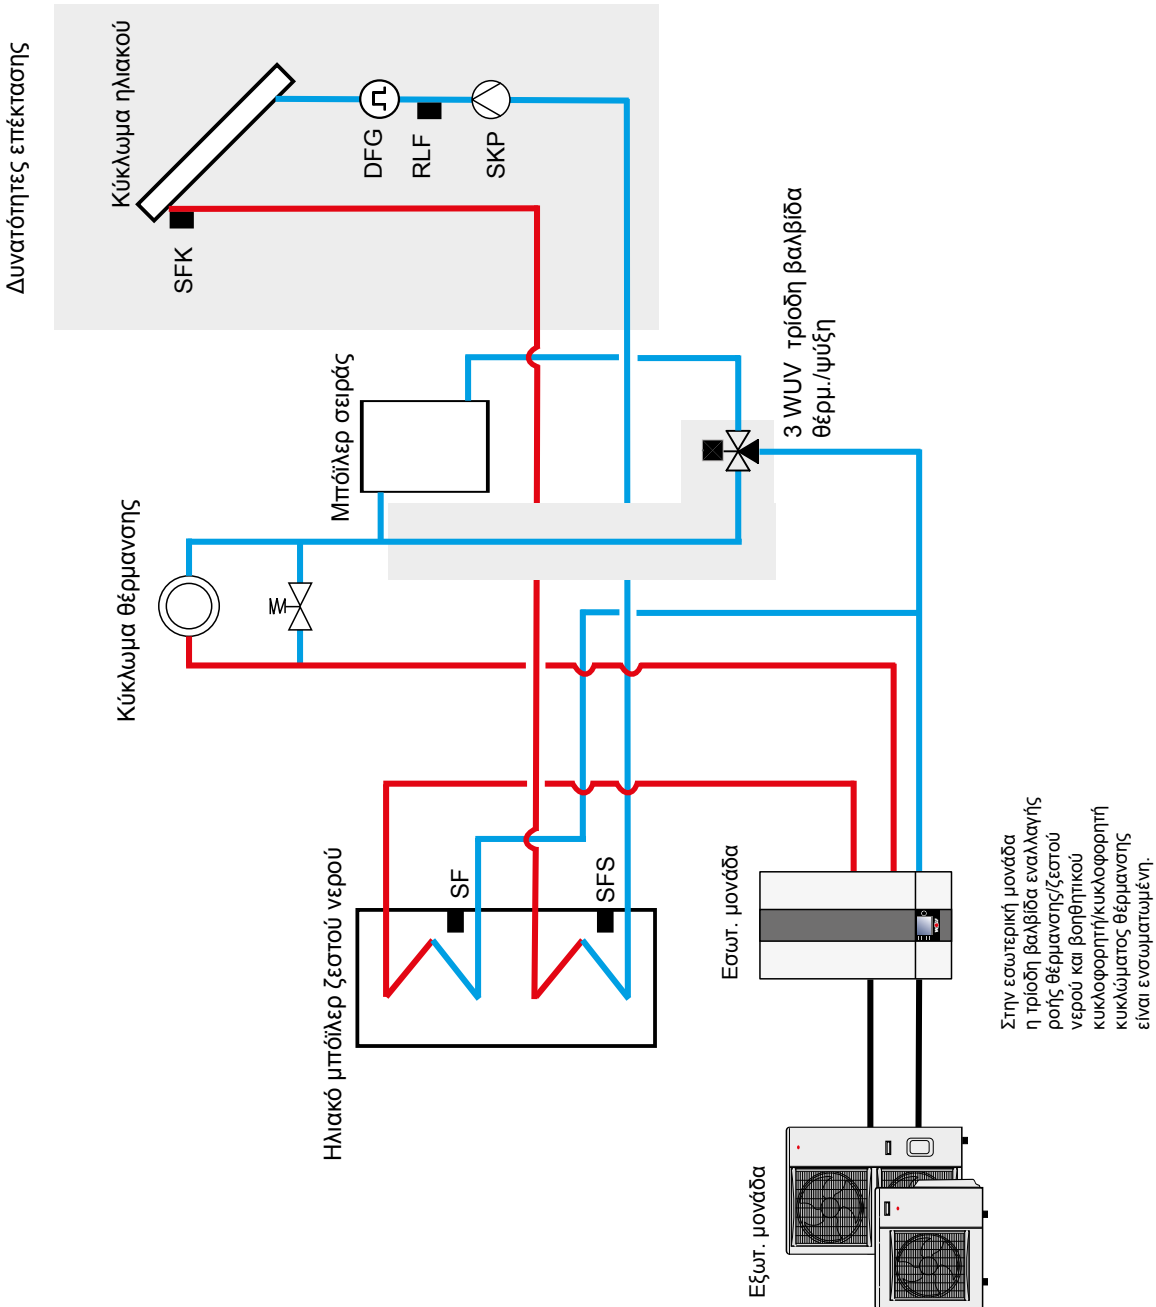 Δυνατότητες επέκτασης
Κύκλωμα ηλιακού
SFK
DFG
RLF
SKP
Μπόϊλερ σειράς
3 WUV τρίοδη βαλβίδα
θέρμ./ψύξη
Κύκλωμα θέρμανσης
Ηλιακό μπόϊλερ ζεστού νερού
SF
SFS
Εσωτ. μονάδα
Στην εσωτερική μονάδα
η τρίοδη βαλβίδα εναλλαγής
ροής θέρμανσης/ζεστού
νερού και βοηθητικού
κυκλοφορητή/κυκλοφορητή
κυκλώματος θέρμανσης
είναι ενσωματωμένη.
Εξωτ. μονάδα